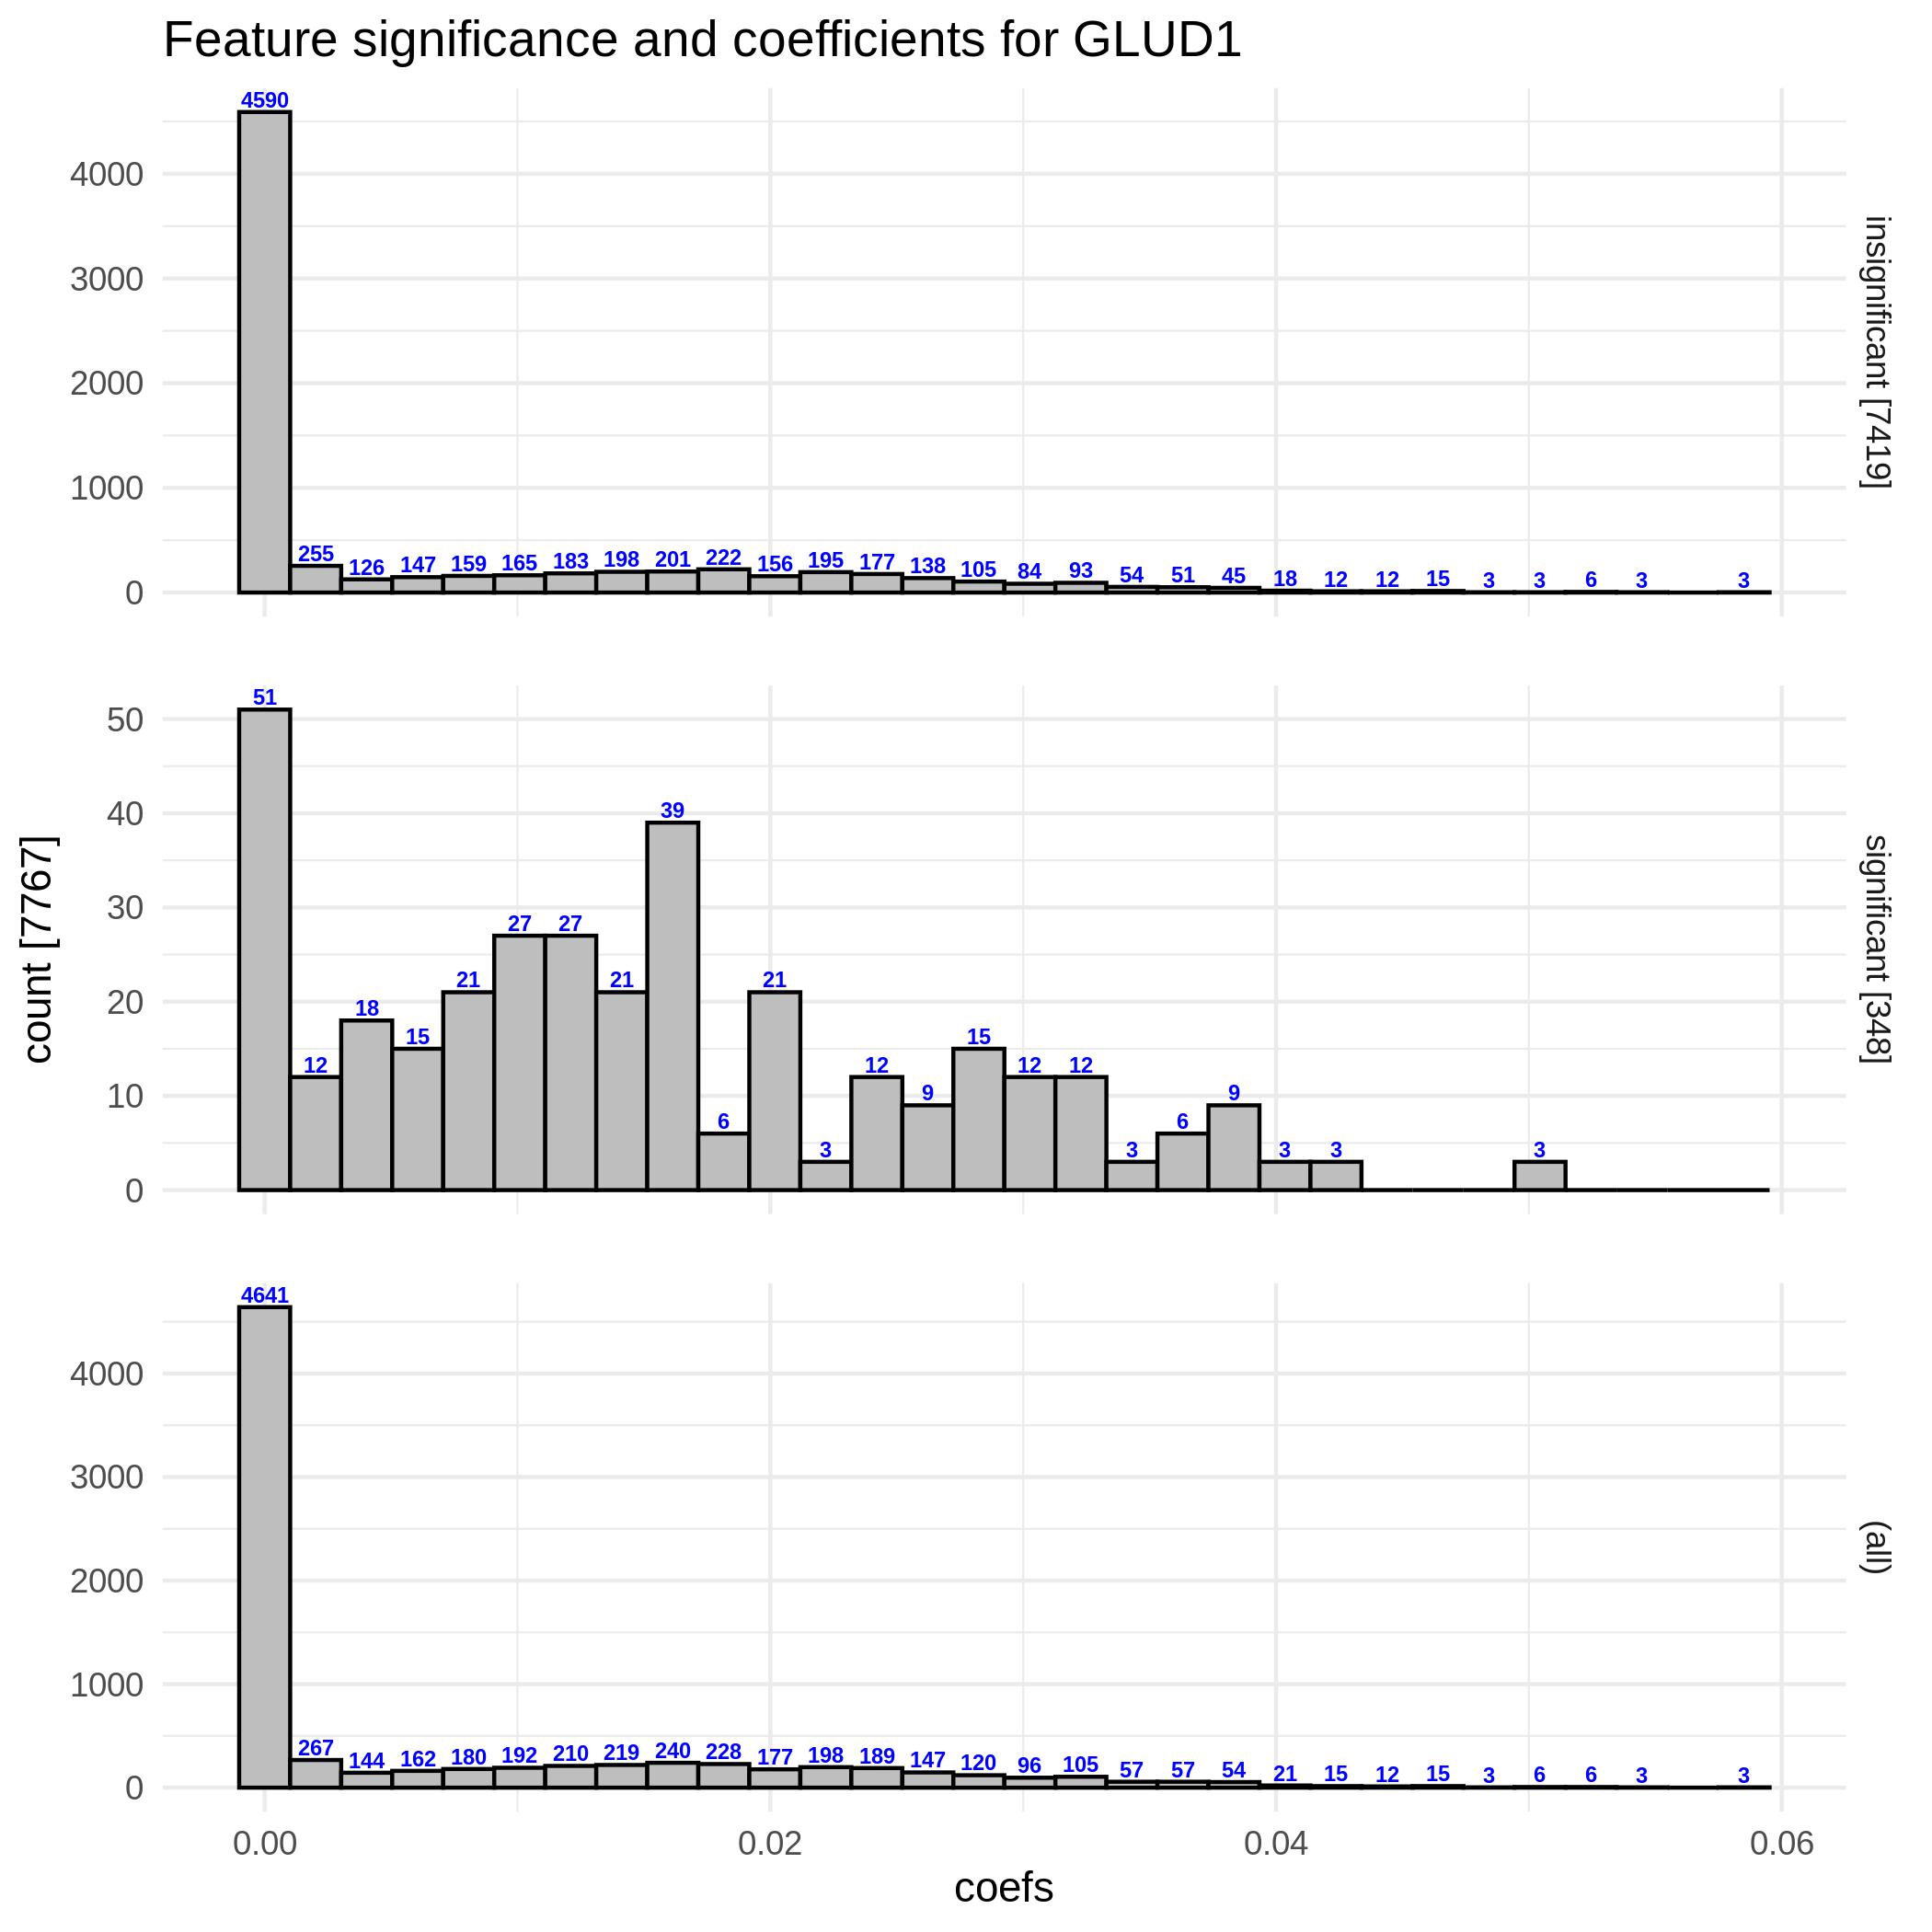 Feature significance and coefficients for GLUD1
4590
4000
3000
2000
1000
0
255 126 147 159 165 183 198 201 222 156 195 177 138 105 84 93 54 51 45 18 12 12 15 3 3 6 3 3
insignificant [7419]
count [7767]
51
50
40
30
20
10
0
12 18 15 21 27 27 21 39 6 21 3 12 9 15 12 12 3 6 9 3 3 3
significant [348]
4641
4000
3000
2000
1000
0
267 144 162 180 192 210 219 240 228 177 198 189 147 120 96 105 57 57 54 21 15 12 15 3 6 6 3 3
(all)
0.00 0.02 0.04 0.06
coefs